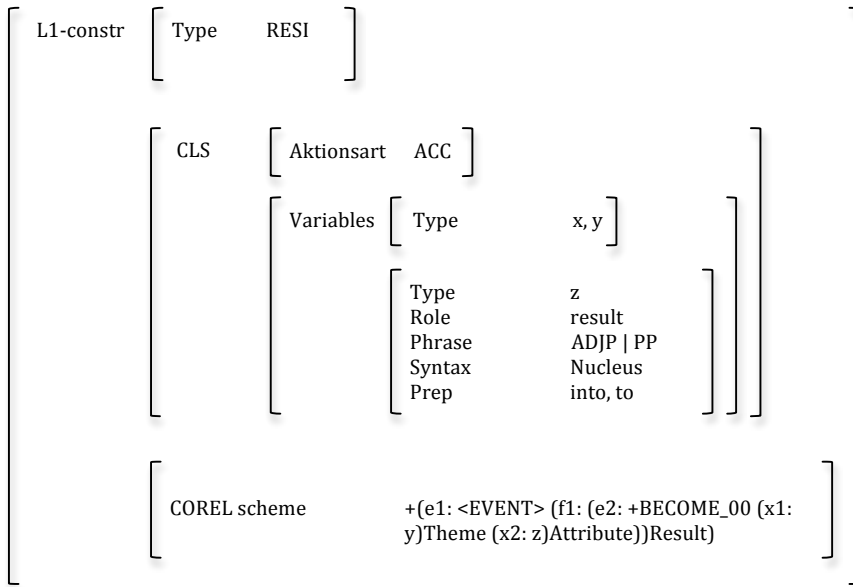 L1-constr Type RESI
CLS Aktionsart ACC
Variables Type x, y
Type z
Role result
Phrase ADJP | PP
Syntax Nucleus
Prep into, to
COREL scheme +(e1: <EVENT> (f1: (e2: +BECOME_00 (x1:
y)Theme (x2: z)Attribute))Result)